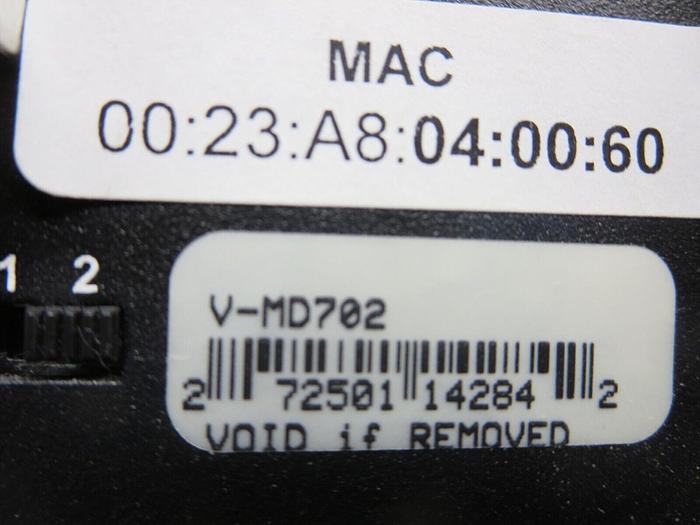 MAC
00:23:A8:04:00:60
1 2
V-MD702
2 72501 14284 2
VOID if REMOVED